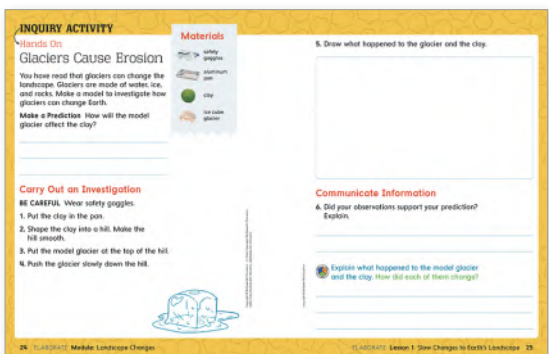 INQUIRY ACTIVITY
Hands On
Glaciers Cause Erosion
You have read that glaciers can change the
landscape. Glaciers are made of water, ice,
and rocks. Make a model to investigate how
glaciers can change Earth.
Make a Prediction How will the model
glacier affect the clay?
Materials
safety
goggles
aluminum
pan
clay
ice cube
glacier
Carry Out an Investigation
BE CAREFUL Wear safety goggles.
1. Put the clay in the pan.
2. Shape the clay into a hill. Make the
hill smooth.
3. Put the model glacier at the top of the hill.
4. Push the glacier slowly down the hill.
24 ELABORATE Module: Landscape Changes
5. Draw what happened to the glacier and the clay.
Communicate Information
6. Did your observations support your prediction?
Explain.
Explain what happened to the model glacier
and the clay. How did each of them change?
ELABORATE Lesson 1 Slow Changes to Earth's Landscape 25